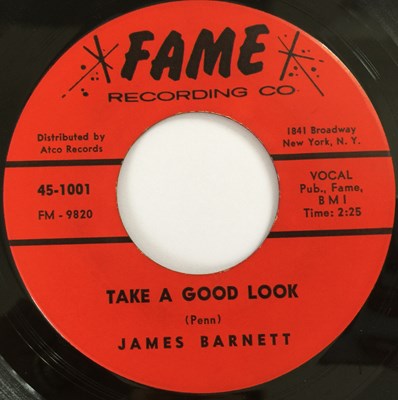 FAME
RECORDING CO
Distributed by
Atco Records
1841 Broadway
New York, N. Y.
45-1001
FM - 9820
VOCAL
Pub., Fame,
B M I
Time: 2:25
TAKE A GOOD LOOK
(Penn)
JAMES BARNETT